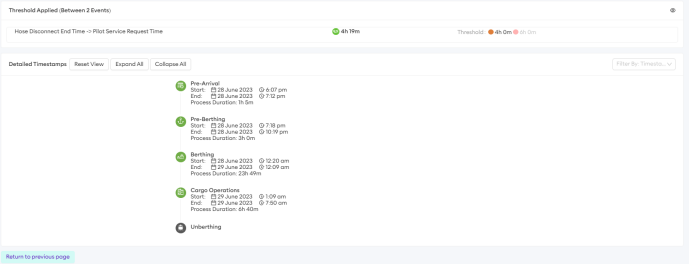 Threshold Applied (Between 2 Events)
Hose Disconnect End Time -> Pilot Service Request Time 4h 19m Threshold: 4h 0m 6h 0m
Detailed Timestamps Reset View Expand All Collapse All Filter By: Timesta...
Pre-Arrival
Start: 28 June 2023 6:07 pm
End: 28 June 2023 7:12 pm
Process Duration: 1h 5m
Pre-Berthing
Start: 28 June 2023 7:18 pm
End: 28 June 2023 10:19 pm
Process Duration: 3h 0m
Berthing
Start: 28 June 2023 12:20 am
End: 29 June 2023 12:09 am
Process Duration: 23h 49m
Cargo Operations
Start: 29 June 2023 1:09 am
End: 29 June 2023 7:50 am
Process Duration: 6h 40m
Unberthing
Return to previous page